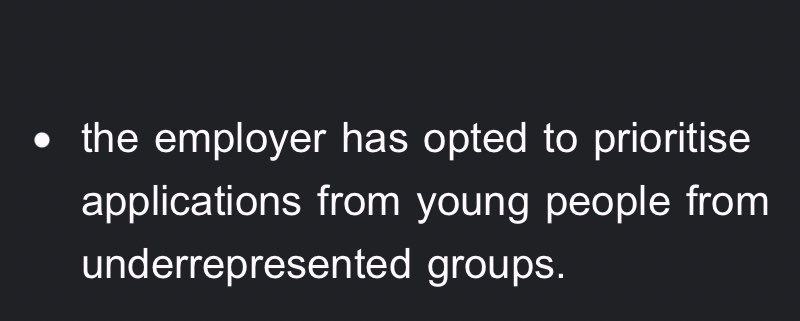 • the employer has opted to prioritise
applications from young people from
underrepresented groups.